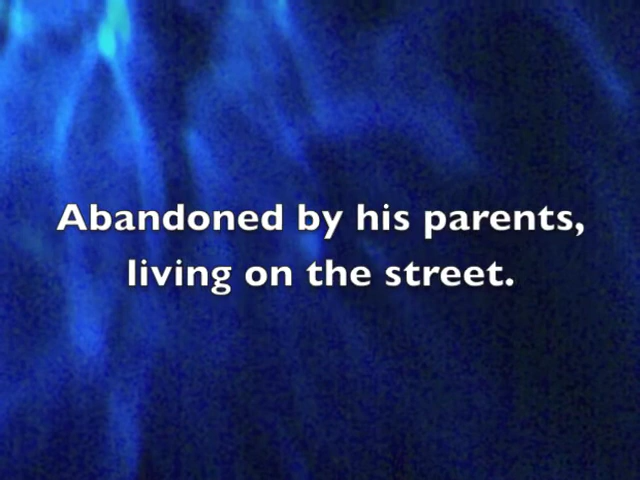 Abandoned by his parents,
living on the street.